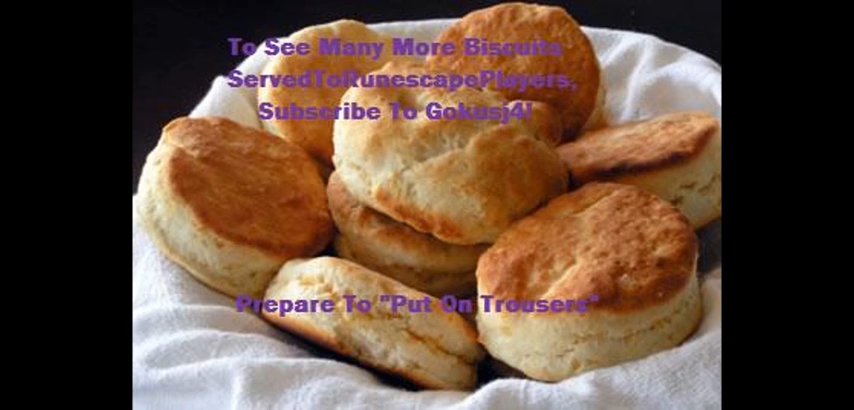 To See Many More Biscuits
ServedToRunescapePlayers,
Subscribe To Gokusj4!
Prepare To "Put On Trousers"